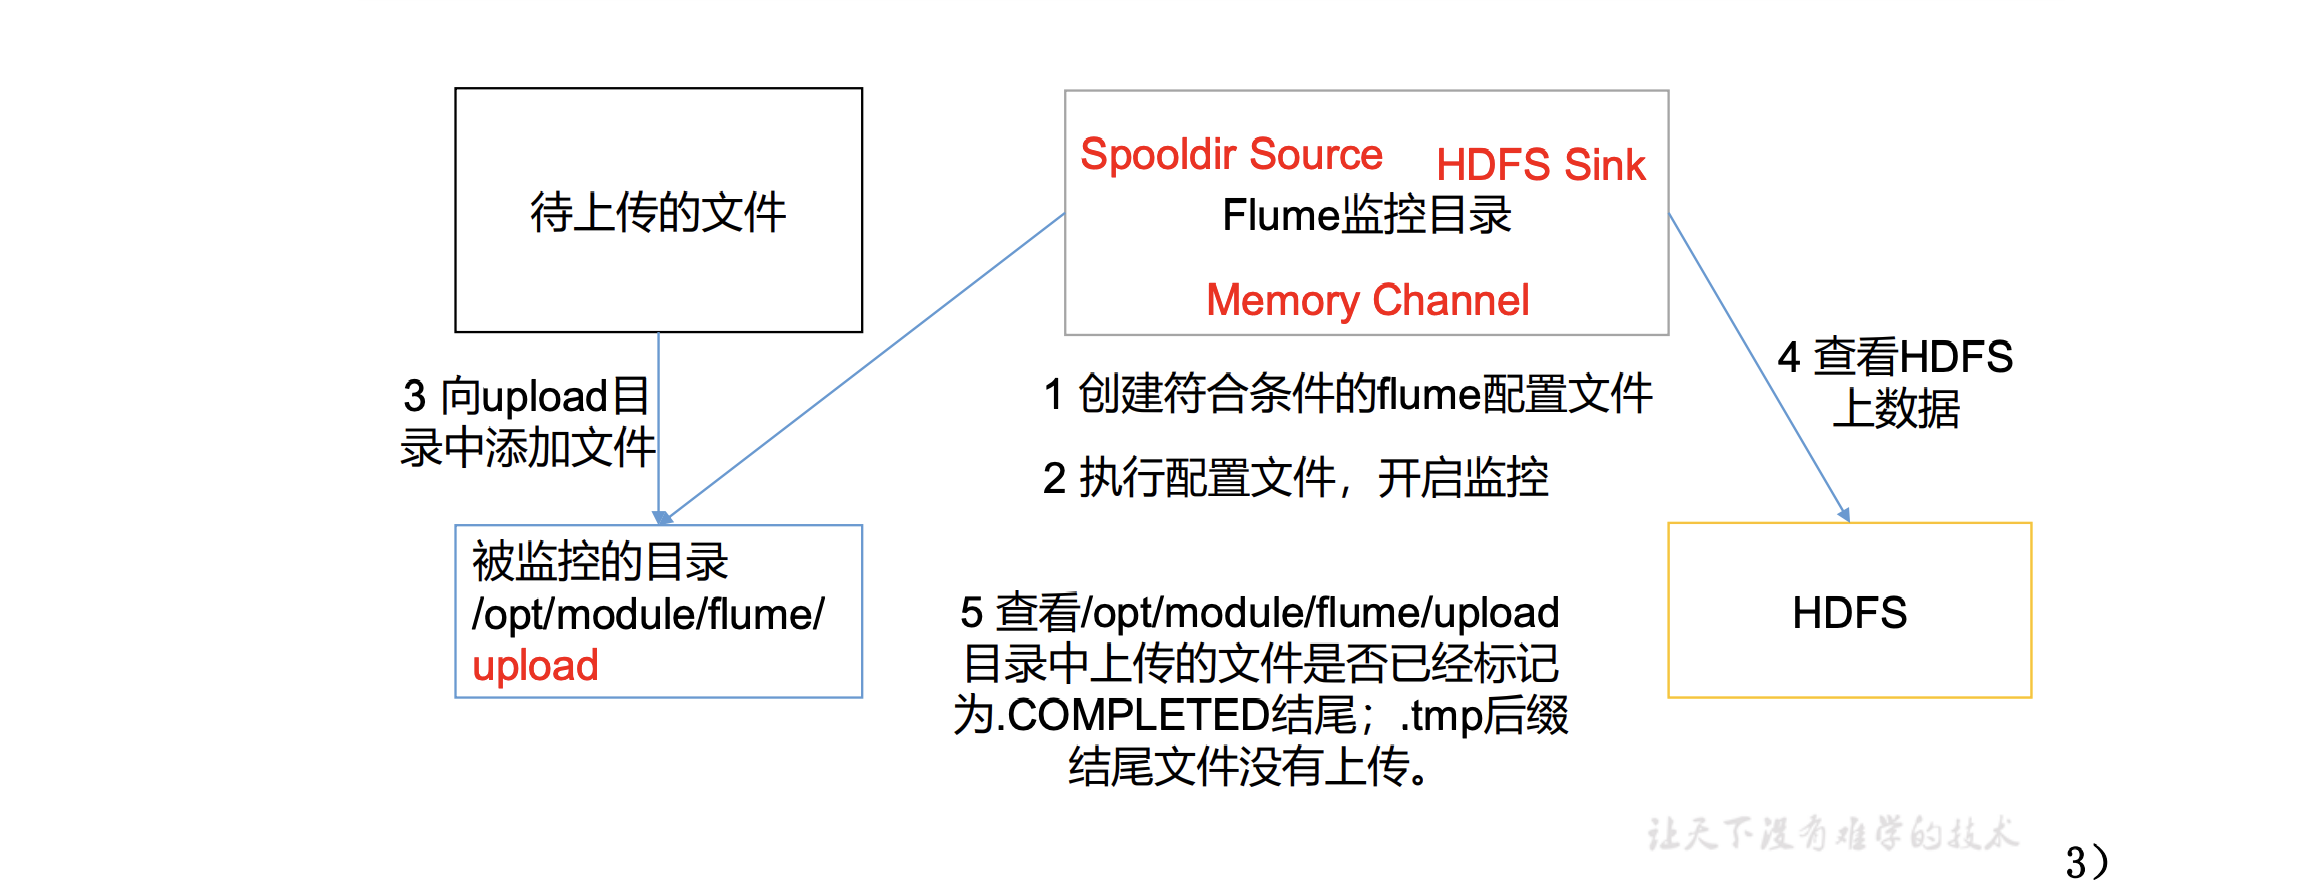 待上传的文件
Spooldir Source
HDFS Sink
Flume监控目录
Memory Channel
3 向upload目
录中添加文件
1 创建符合条件的flume配置文件
2 执行配置文件，开启监控
4 查看HDFS
上数据
被监控的目录
/opt/module/flume/
upload
5 查看/opt/module/flume/upload
目录中上传的文件是否已经标记
为.COMPLETED结尾；.tmp后缀
结尾文件没有上传。
HDFS
让天下没有难学的技术
3）